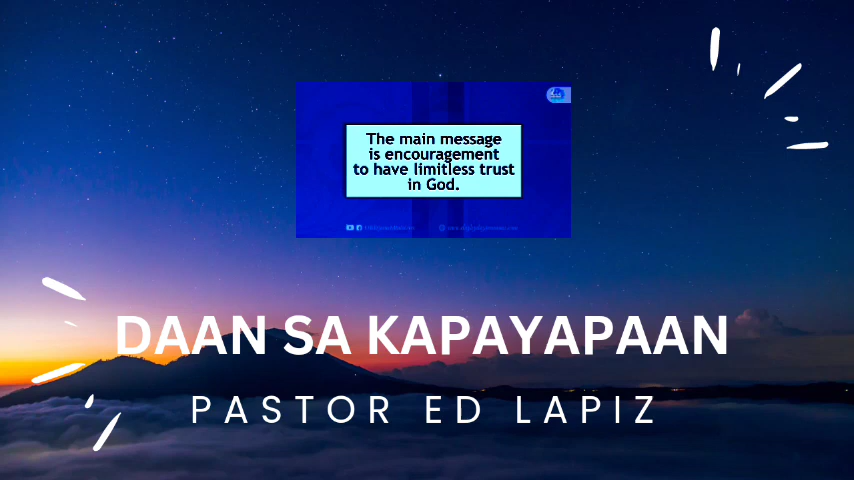 The main message
is encouragement
to have limitless trust
in God.
DAAN SA KAPAYAPAAN
PASTOR ED LAPIZ